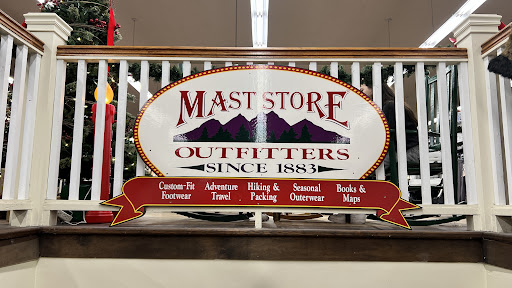 MAST STORE
OUTFITTERS
SINCE 1883
Custom-Fit Footwear
Adventure Travel
Hiking & Packing
Seasonal Outerwear
Books & Maps